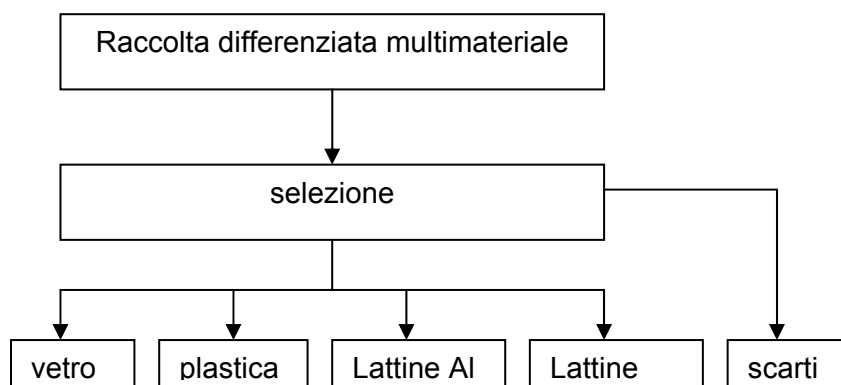 Raccolta differenziata multimateriale
selezione
vetro
plastica
Lattine Al
Lattine
scarti